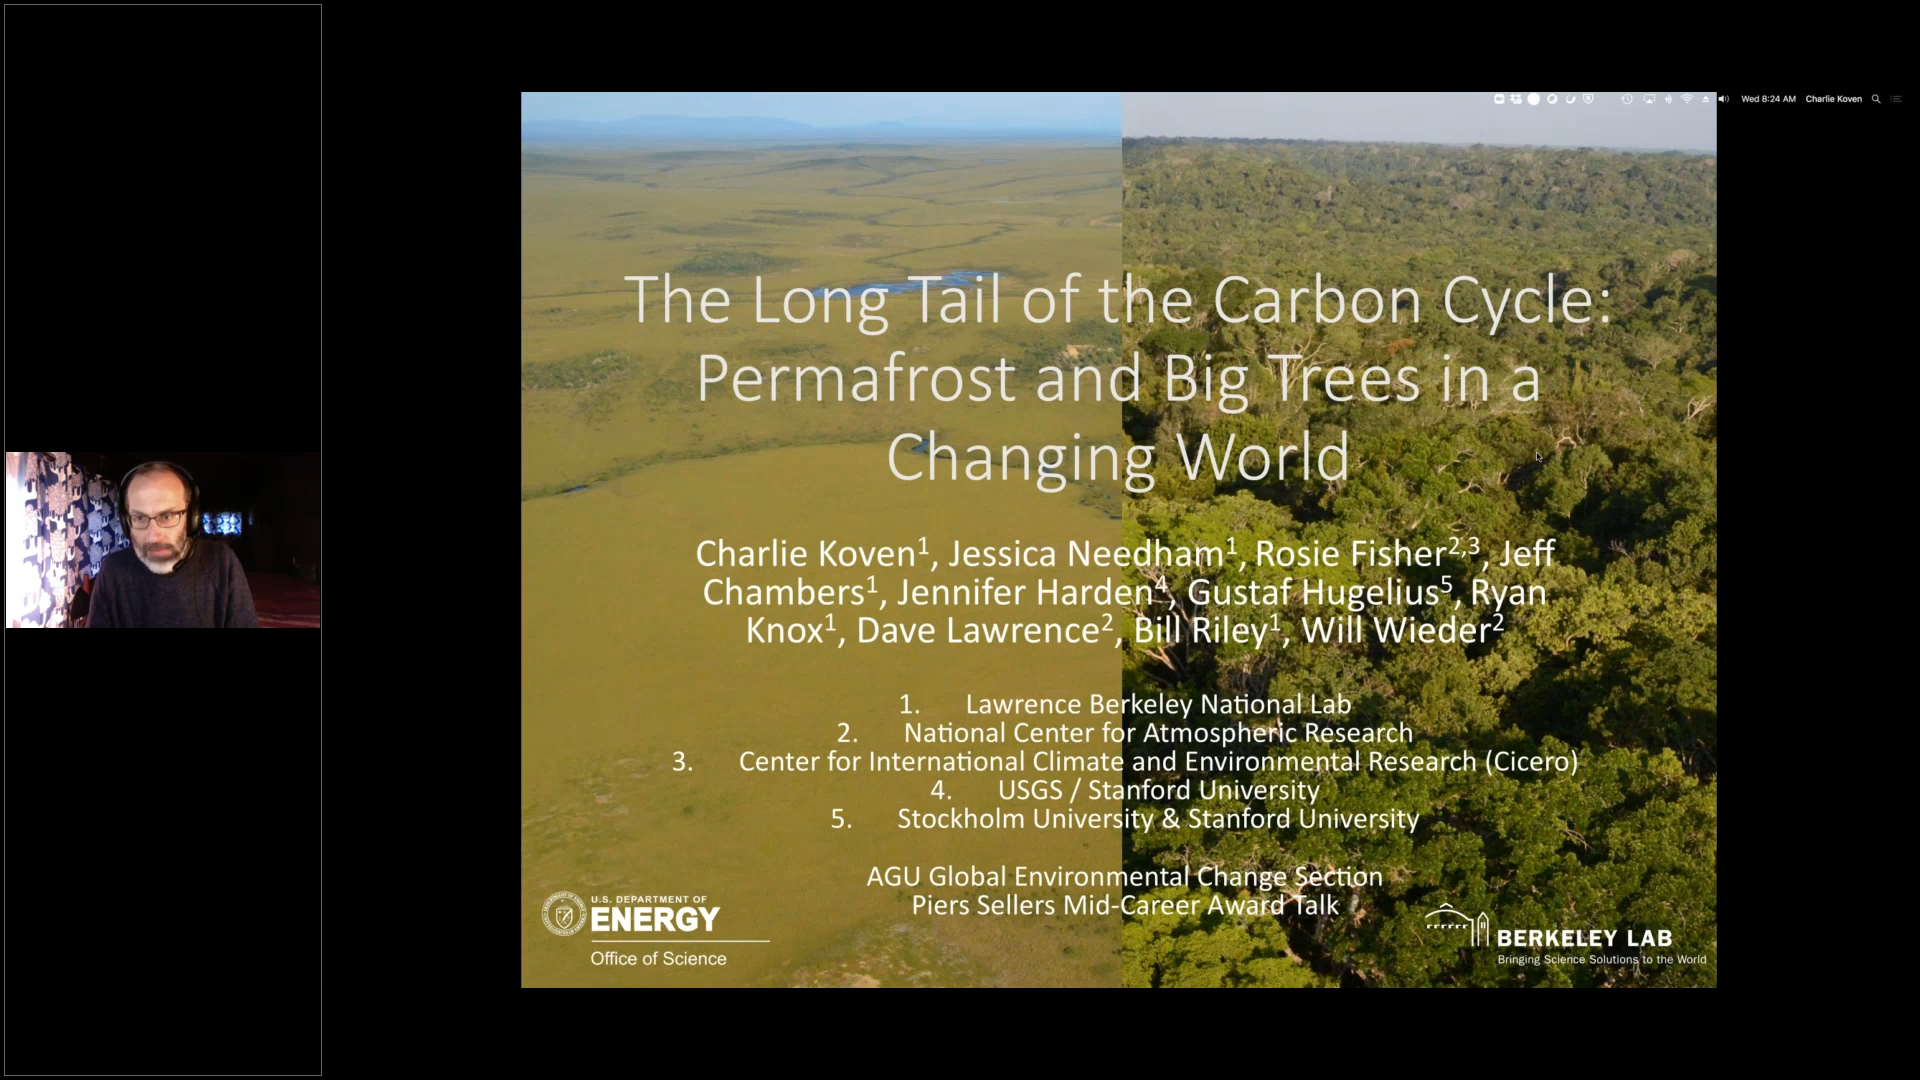 Wed 8:24 AM Charlie Koven
The Long Tail of the Carbon Cycle:
Permafrost and Big Trees in a
Changing World
Charlie Koven1, Jessica Needham1, Rosie Fisher2,3, Jeff
Chambers1, Jennifer Harden4, Gustaf Hugelius5, Ryan
Knox1, Dave Lawrence2, Bill Riley1, Will Wieder2
1. Lawrence Berkeley National Lab
2. National Center for Atmospheric Research
3. Center for International Climate and Environmental Research (Cicero)
4. USGS / Stanford University
5. Stockholm University & Stanford University
AGU Global Environmental Change Section
Piers Sellers Mid-Career Award Talk
U.S. DEPARTMENT OF
ENERGY
Office of Science
BERKELEY LAB
Bringing Science Solutions to the World